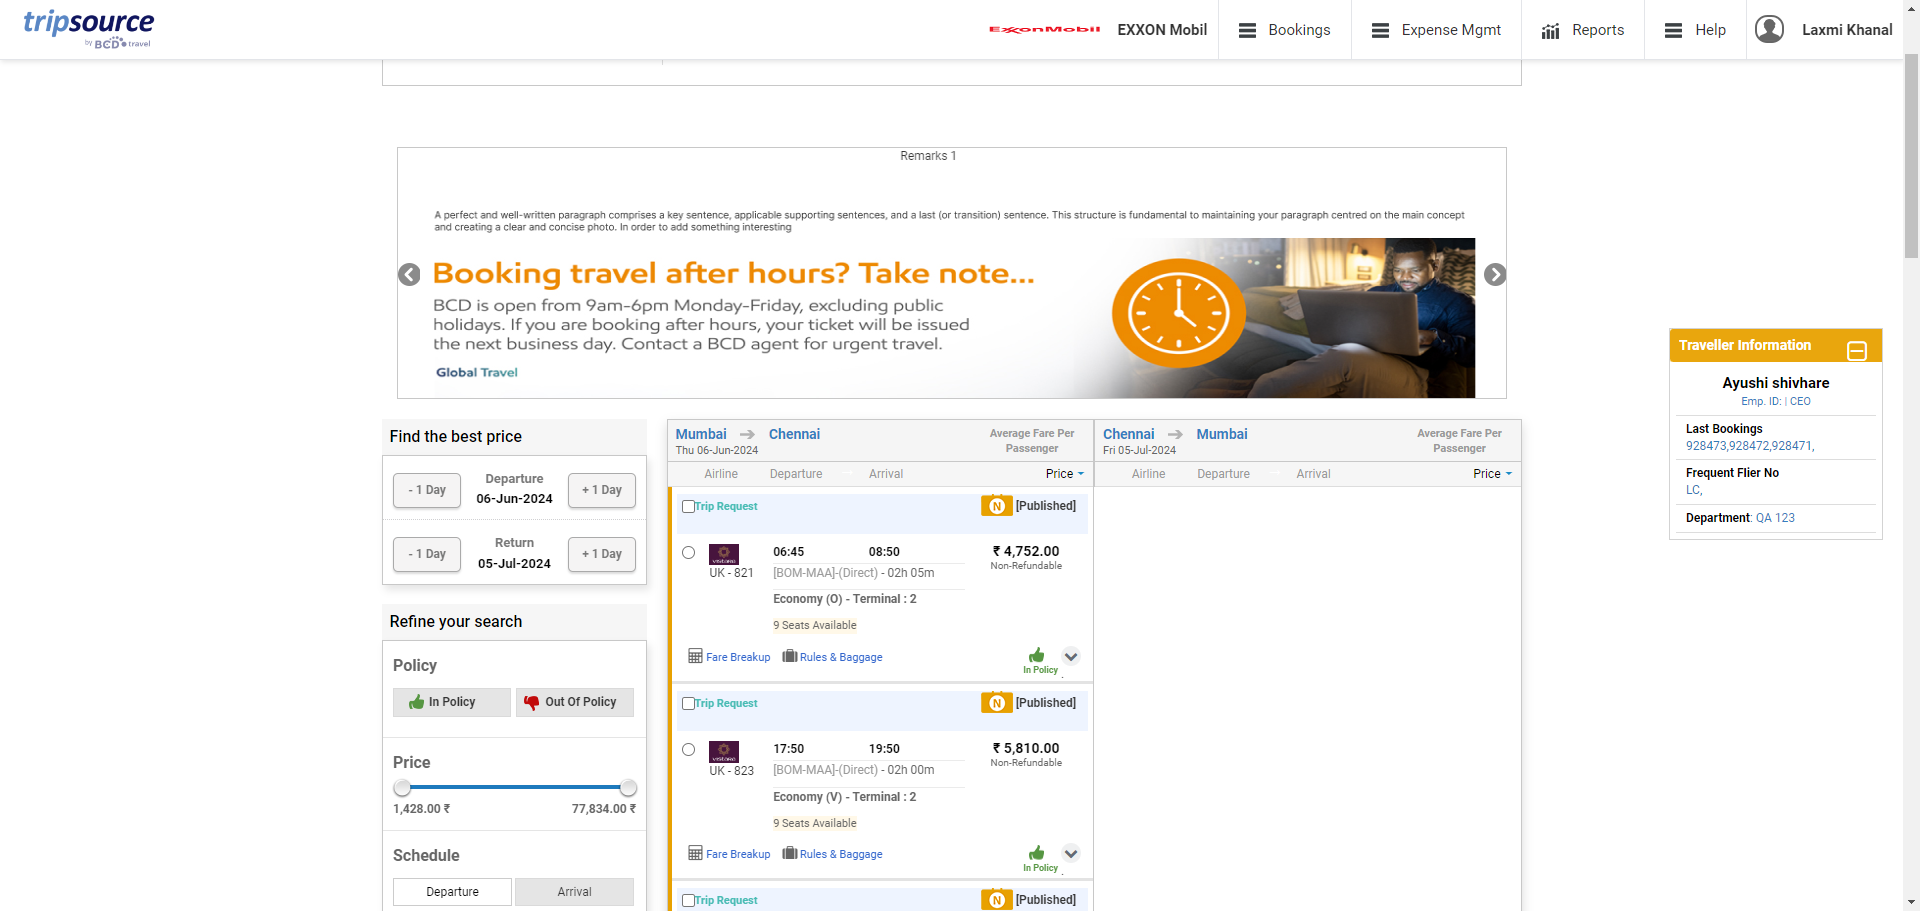 tripsource
by BCD travel
ExxonMobil
EXXON Mobil
Bookings
Expense Mgmt
Reports
Help
Laxmi Khanal
Remarks 1
A perfect and well-written paragraph comprises a key sentence, applicable supporting sentences, and a last (or transition) sentence. This structure is fundamental to maintaining your paragraph centred on the main concept
and creating a clear and concise photo. In order to add something interesting
Booking travel after hours? Take note...
BCD is open from 9am-6pm Monday-Friday, excluding public
holidays. If you are booking after hours, your ticket will be issued
the next business day. Contact a BCD agent for urgent travel.
Global Travel
Traveller Information
Ayushi shivhare
Emp. ID: | CEO
Last Bookings
928473,928472,928471,
Frequent Flier No
LC,
Department: QA 123
Find the best price
- 1 Day
Departure
06-Jun-2024
+ 1 Day
- 1 Day
Return
05-Jul-2024
+ 1 Day
Refine your search
Policy
In Policy
Out Of Policy
Price
1,428.00 ₹
77,834.00 ₹
Schedule
Departure
Arrival
Mumbai
Chennai
Thu 06-Jun-2024
Average Fare Per
Passenger
Airline
Departure
Arrival
Price
Trip Request
N
[Published]
VISTARA
UK - 821
06:45
08:50
[BOM-MAA]-(Direct) - 02h 05m
Economy (O) - Terminal : 2
9 Seats Available
₹ 4,752.00
Non-Refundable
Fare Breakup
Rules & Baggage
In Policy
Trip Request
N
[Published]
VISTARA
UK - 823
17:50
19:50
[BOM-MAA]-(Direct) - 02h 00m
Economy (V) - Terminal : 2
9 Seats Available
₹ 5,810.00
Non-Refundable
Fare Breakup
Rules & Baggage
In Policy
Trip Request
N
[Published]
Chennai
Mumbai
Fri 05-Jul-2024
Average Fare Per
Passenger
Airline
Departure
Arrival
Price